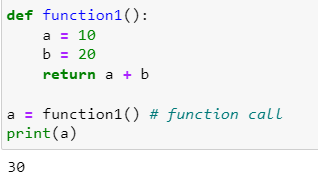 def function1():
    a = 10
    b = 20
    return a + b

a = function1() # function call
print(a)
30